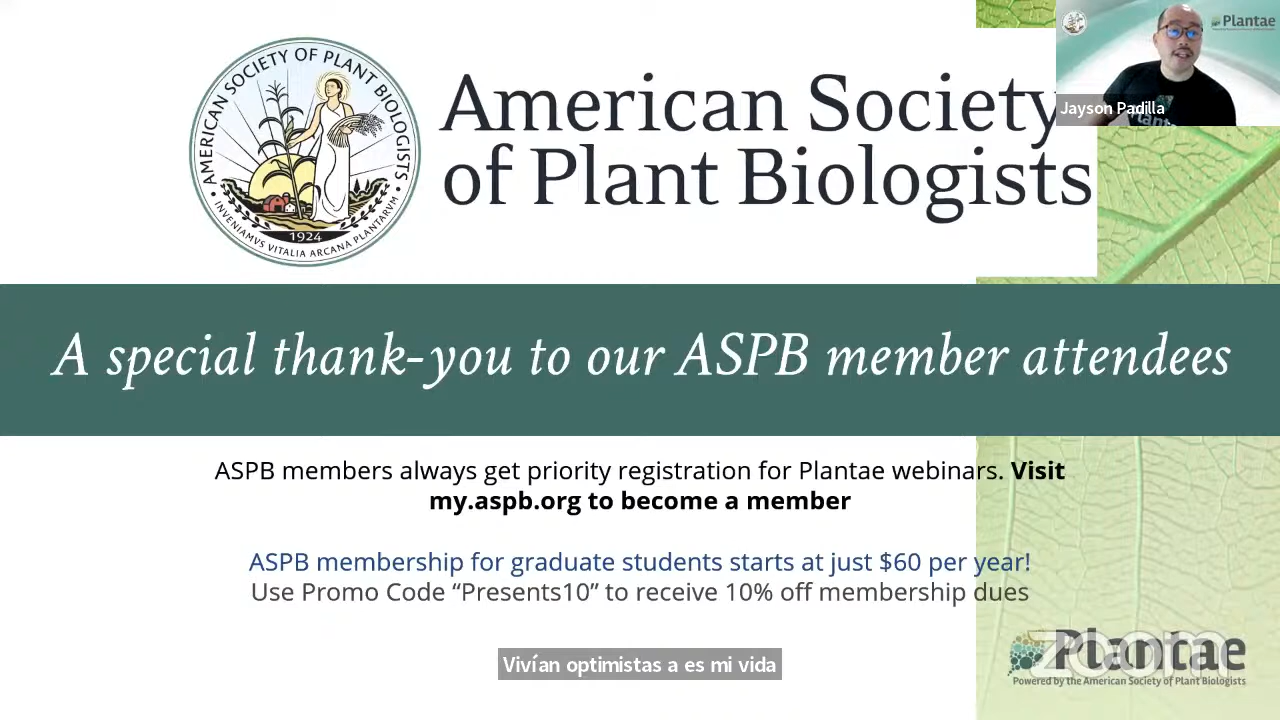 AMERICAN SOCIETY OF PLANT BIOLOGISTS
INVENIAMVS VITALIA ARCANA PLANTARVM
1924
American Society
of Plant Biologists
Plantae
Jayson Padilla
A special thank-you to our ASPB member attendees
ASPB members always get priority registration for Plantae webinars. Visit
my.aspb.org to become a member
ASPB membership for graduate students starts at just $60 per year!
Use Promo Code “Presents10” to receive 10% off membership dues
Vivían optimistas a es mi vida
zoom
Plantae
Powered by the American Society of Plant Biologists